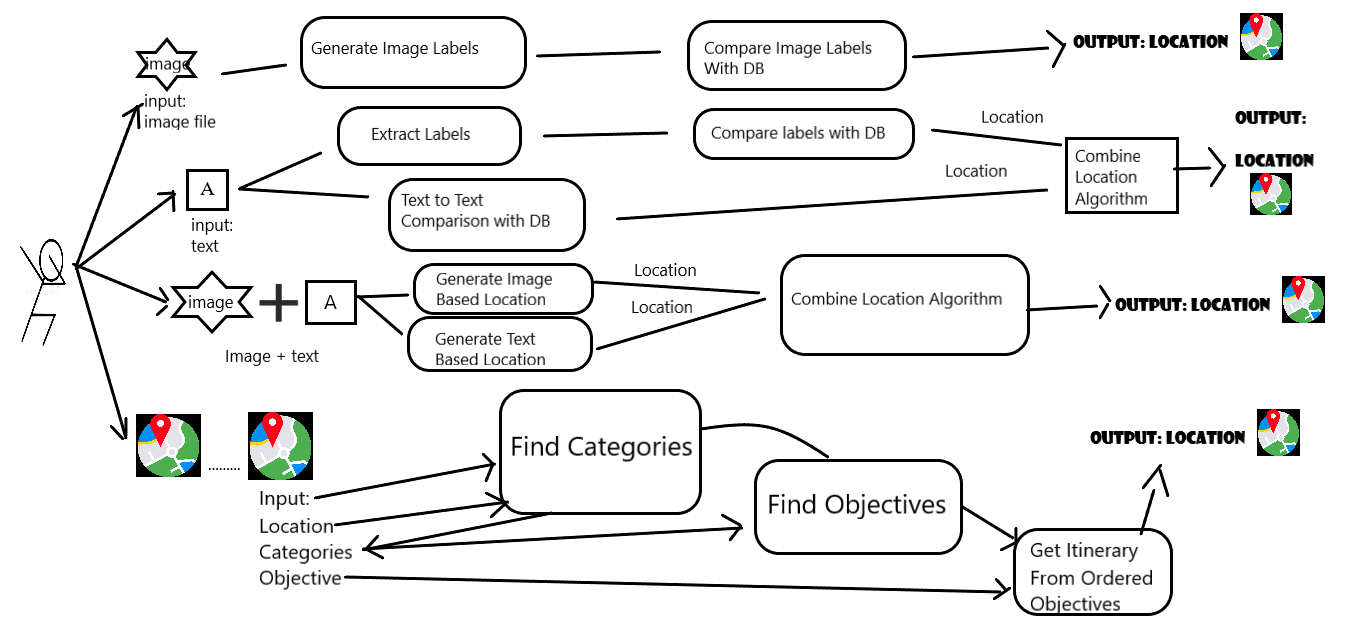 image
input:
image file
Generate Image Labels
Compare Image Labels
With DB
OUTPUT: LOCATION
A
input:
text
Extract Labels
Compare labels with DB
Location
Text to Text
Comparison with DB
Location
Combine
Location
Algorithm
OUTPUT:
LOCATION
image
A
Image + text
Generate Image
Based Location
Generate Text
Based Location
Location
Location
Combine Location Algorithm
OUTPUT: LOCATION
.........
Input:
Location
Categories
Objective
Find Categories
Find Objectives
Get Itinerary
From Ordered
Objectives
OUTPUT: LOCATION